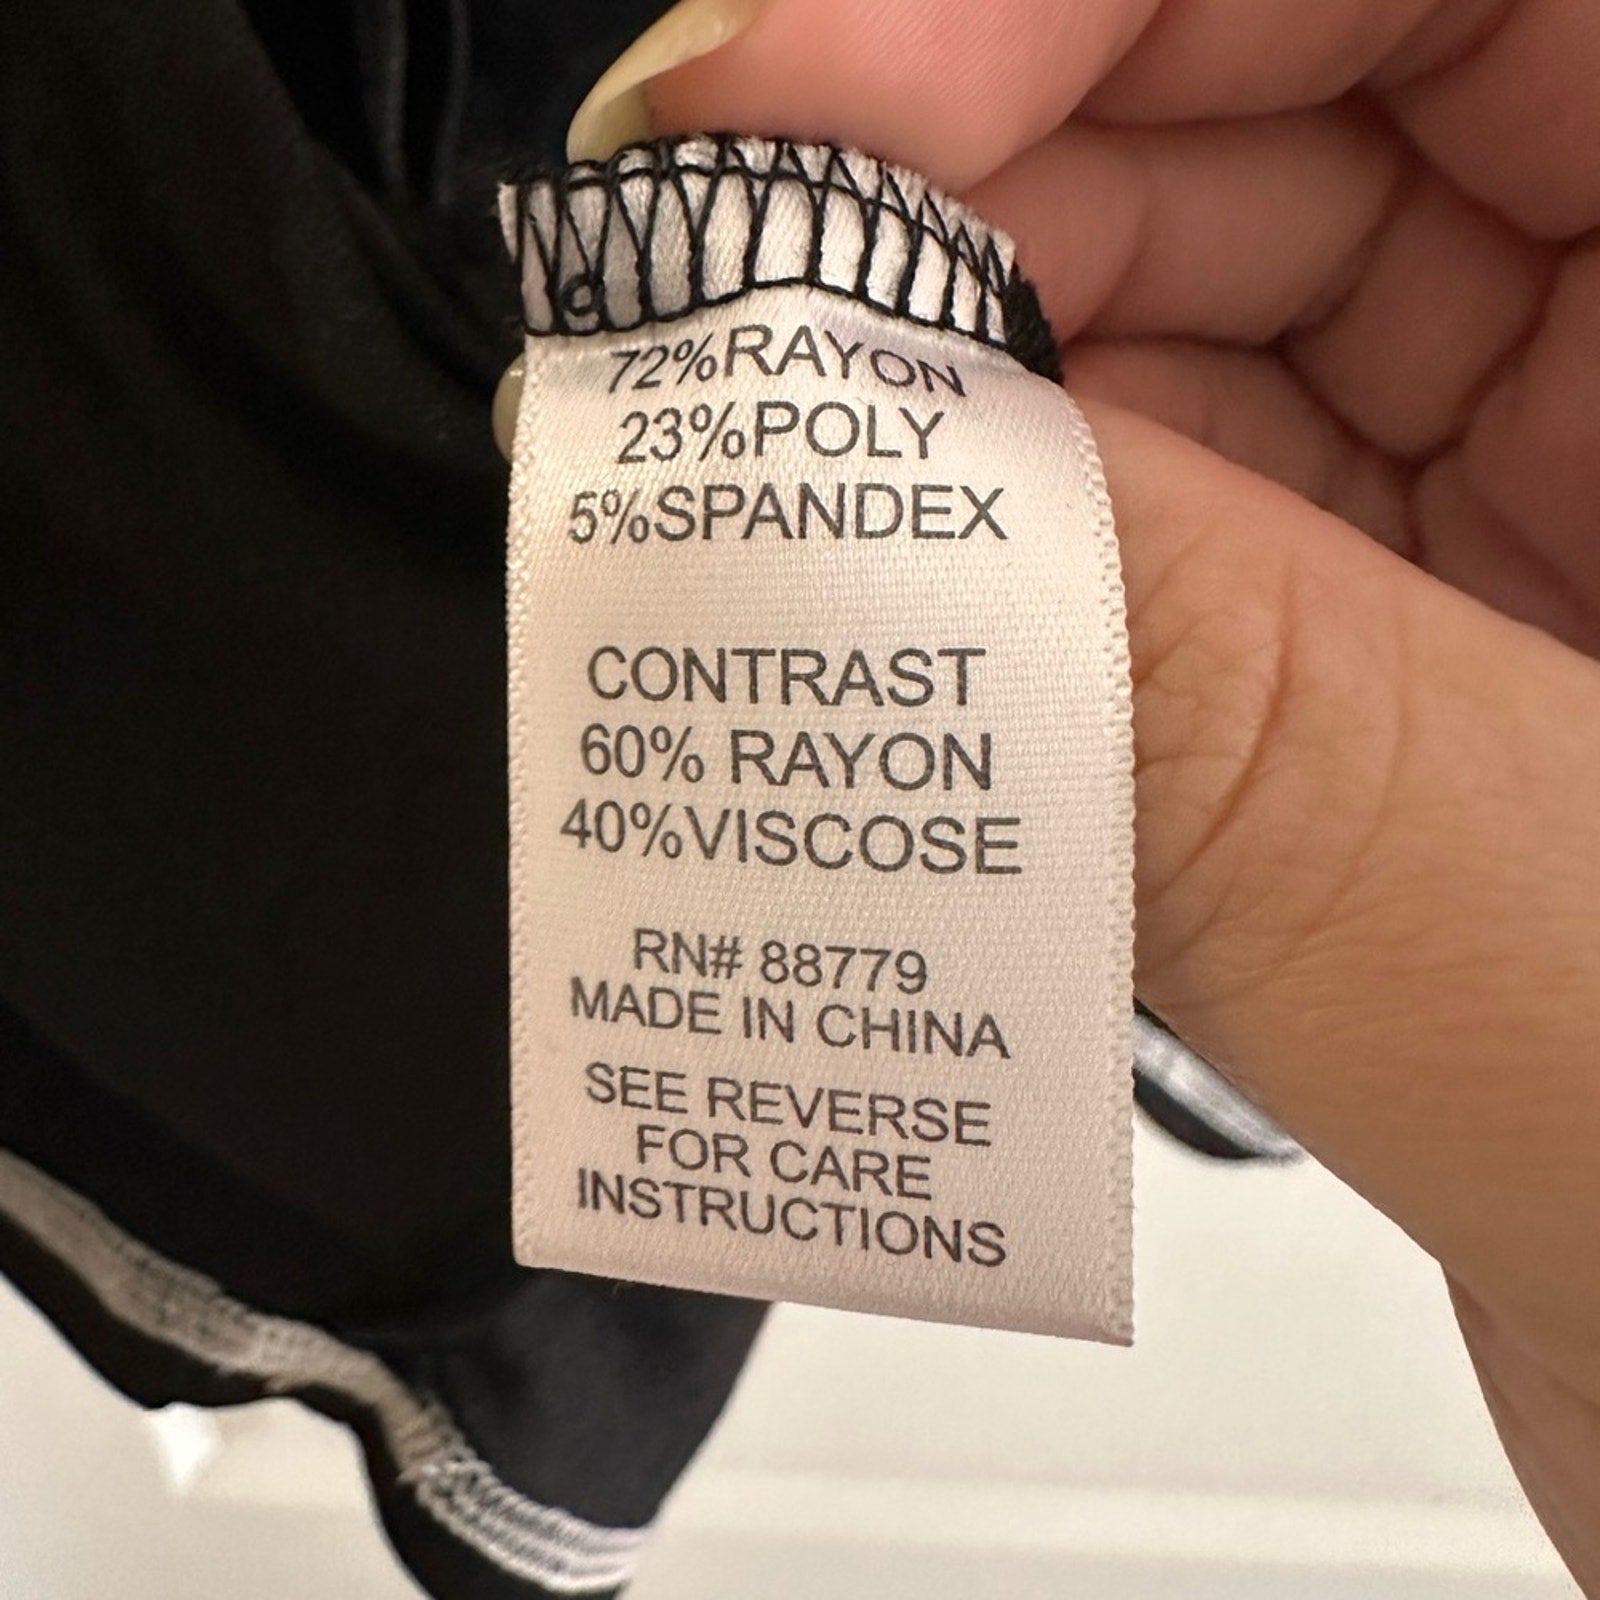 72%RAYON
23%POLY
5%SPANDEX
CONTRAST
60% RAYON
40%VISCOSE
RN# 88779
MADE IN CHINA
SEE REVERSE
FOR CARE
INSTRUCTIONS